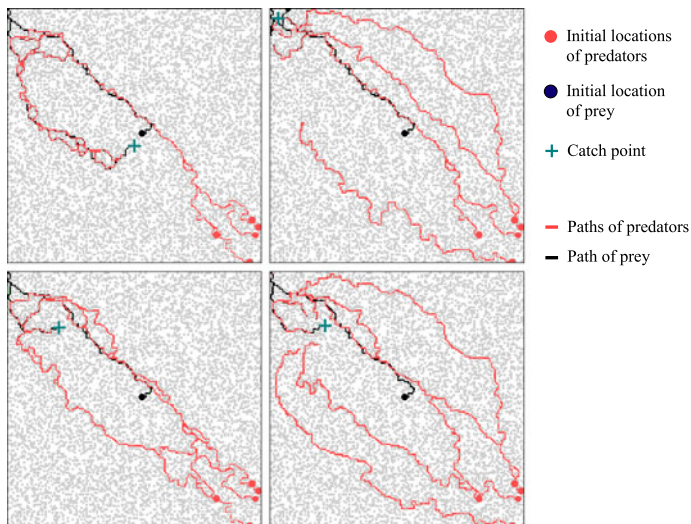 Initial locations
of predators
Initial location
of prey
Catch point
Paths of predators
Path of prey